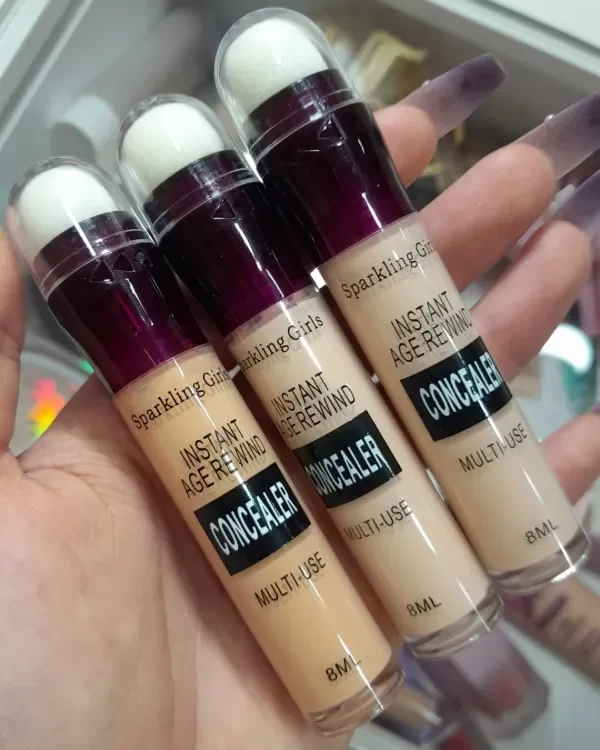 Sparkling Girls
INSTANT
AGE REWIND
CONCEALER
MULTI-USE
8ML
Sparkling Girls
INSTANT
AGE REWIND
CONCEALER
MULTI-USE
8ML
Sparkling Girls
INSTANT
AGE REWIND
CONCEALER
MULTI-USE
8ML